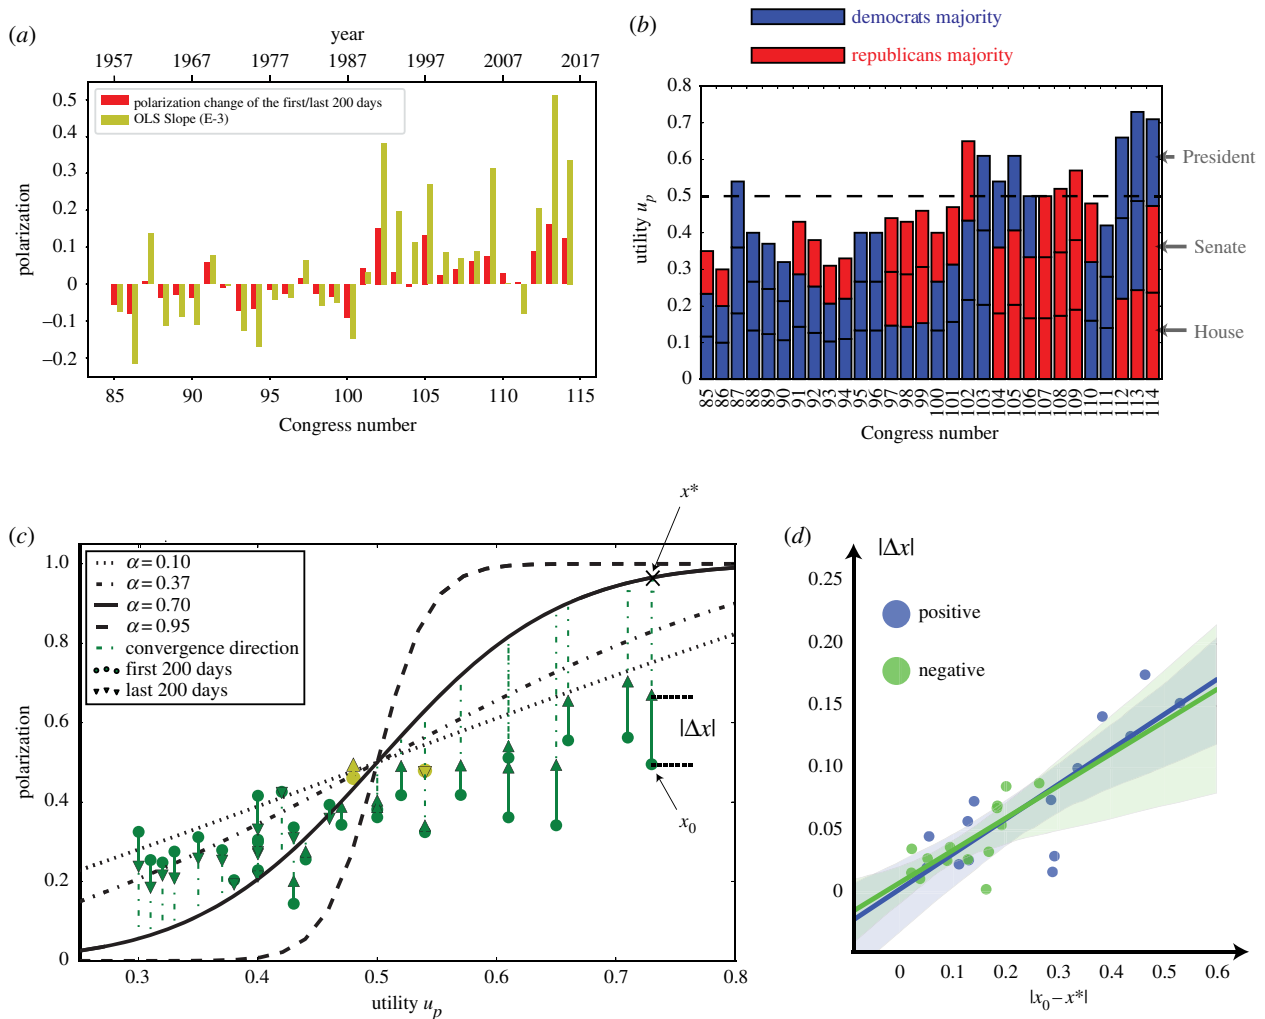 (a)
year
1957 1967 1977 1987 1997 2007 2017
0.5
0.4
0.3
0.2
0.1
0
−0.1
−0.2
polarization
polarization change of the first/last 200 days
OLS Slope (E-3)
85 90 95 100 105 110 115
Congress number
(b)
democrats majority
republicans majority
0.8
0.7
0.6
0.5
0.4
0.3
0.2
0.1
0
utility up
President
Senate
House
85 86 87 88 89 90 91 92 93 94 95 96 97 98 99 100 101 102 103 104 105 106 107 108 109 110 111 112 113 114
Congress number
(c)
x*
1.0
0.8
0.6
0.4
0.2
0
polarization
α = 0.10
α = 0.37
α = 0.70
α = 0.95
convergence direction
first 200 days
last 200 days
|Δx|
x0
0.3 0.4 0.5 0.6 0.7 0.8
utility up
(d)
|Δx|
0.25
0.20
0.15
0.10
0.05
0
positive
negative
0 0.1 0.2 0.3 0.4 0.5 0.6
|x0 – x*|